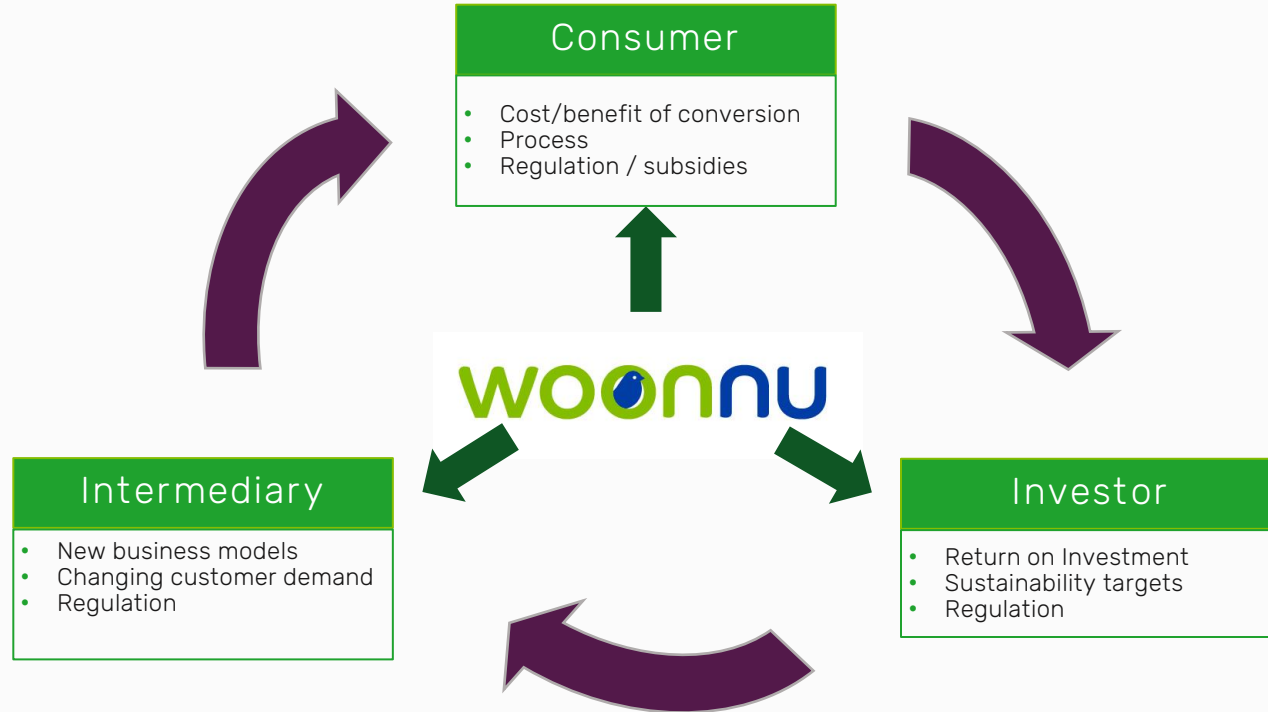 Consumer
• Cost/benefit of conversion
• Process
• Regulation / subsidies
woonnu
Intermediary
• New business models
• Changing customer demand
• Regulation
Investor
• Return on Investment
• Sustainability targets
• Regulation